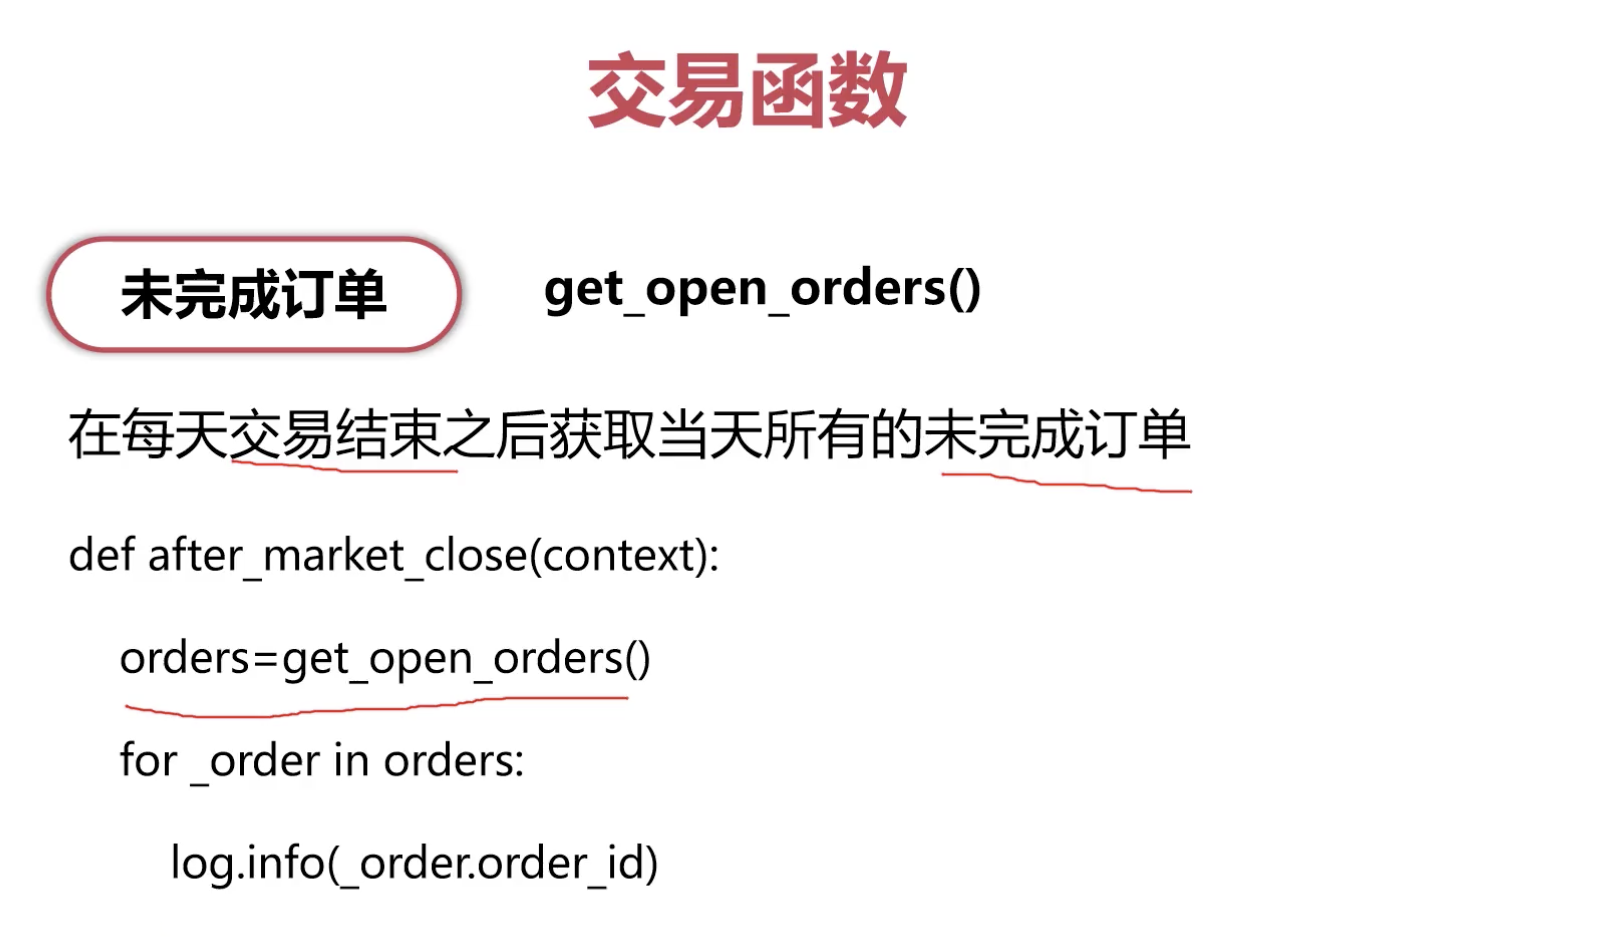 交易函数
未完成订单
get_open_orders()
在每天交易结束之后获取当天所有的未完成订单
def after_market_close(context):
orders=get_open_orders()
for _order in orders:
log.info(_order.order_id)